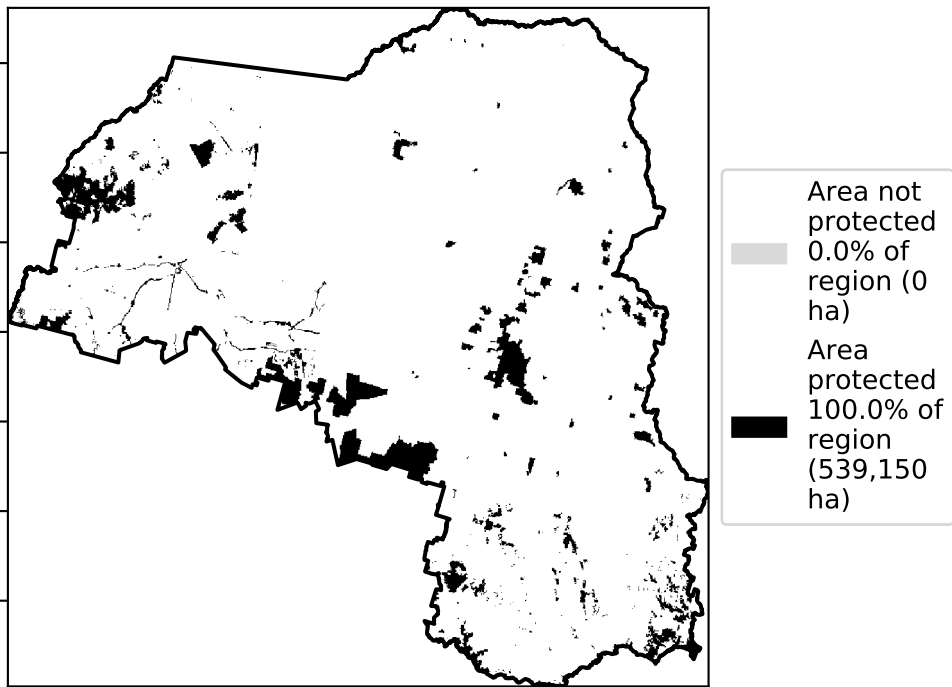 Area not
protected
0.0% of
region (0
ha)
Area
protected
100.0% of
region
(539,150
ha)